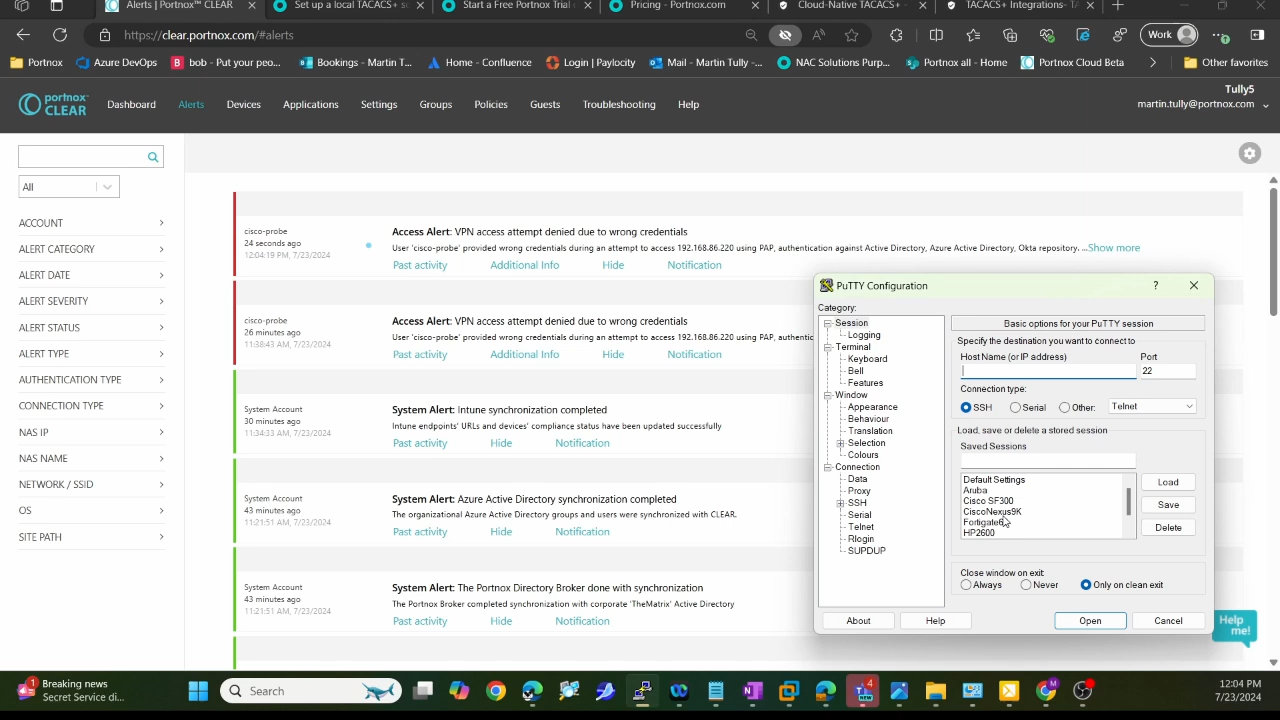 Alerts | Portnox™ CLEAR
Set up a local TACACS+ s
Start a Free Portnox Trial
Pricing - Portnox.com
Cloud-Native TACACS+ -
TACACS+ Integrations- TA
https://clear.portnox.com/#alerts
Work
Portnox
Azure DevOps
bob - Put your peo...
Bookings - Martin T...
Home - Confluence
Login | Paylocity
Mail - Martin Tully -...
NAC Solutions Purp...
Portnox all - Home
Portnox Cloud Beta
Other favorites
portnox™
CLEAR
Dashboard
Alerts
Devices
Applications
Settings
Groups
Policies
Guests
Troubleshooting
Help
Tully5
martin.tully@portnox.com
All
ACCOUNT
ALERT CATEGORY
ALERT DATE
ALERT SEVERITY
ALERT STATUS
ALERT TYPE
AUTHENTICATION TYPE
CONNECTION TYPE
NAS IP
NAS NAME
NETWORK / SSID
OS
SITE PATH
cisco-probe
24 seconds ago
12:04:19 PM, 7/23/2024
Access Alert: VPN access attempt denied due to wrong credentials
User 'cisco-probe' provided wrong credentials during an attempt to access 192.168.86.220 using PAP, authentication against Active Directory, Azure Active Directory, Okta repository. ...Show more
Past activity
Additional Info
Hide
Notification
cisco-probe
26 minutes ago
11:38:43 AM, 7/23/2024
Access Alert: VPN access attempt denied due to wrong credentials
User 'cisco-probe' provided wrong credentials during an attempt to access 192.168.86.220 using PAP, authentica
Past activity
Additional Info
Hide
Notification
System Account
30 minutes ago
11:34:33 AM, 7/23/2024
System Alert: Intune synchronization completed
Intune endpoints' URLs and devices' compliance status have been updated successfully
Past activity
Hide
Notification
System Account
43 minutes ago
11:21:51 AM, 7/23/2024
System Alert: Azure Active Directory synchronization completed
The organizational Azure Active Directory groups and users were synchronized with CLEAR.
Past activity
Hide
Notification
System Account
43 minutes ago
11:21:51 AM, 7/23/2024
System Alert: The Portnox Directory Broker done with synchronization
The Portnox Broker completed synchronization with corporate 'TheMatrix' Active Directory
Past activity
Hide
Notification
PuTTY Configuration
?
Category:
Session
Logging
Terminal
Keyboard
Bell
Features
Window
Appearance
Behaviour
Translation
Selection
Colours
Connection
Data
Proxy
SSH
Serial
Telnet
Rlogin
SUPDUP
Basic options for your PuTTY session
Specify the destination you want to connect to
Host Name (or IP address)
Port
22
Connection type:
SSH
Serial
Other:
Telnet
Load, save or delete a stored session
Saved Sessions
Default Settings
Aruba
Cisco SF300
CiscoNexus9K
HP2600
Load
Save
Delete
Close window on exit:
Always
Never
Only on clean exit
About
Help
Open
Cancel
Help
me!
1
Breaking news
Secret Service di...
Search
4
NEW
12:04 PM
7/23/2024